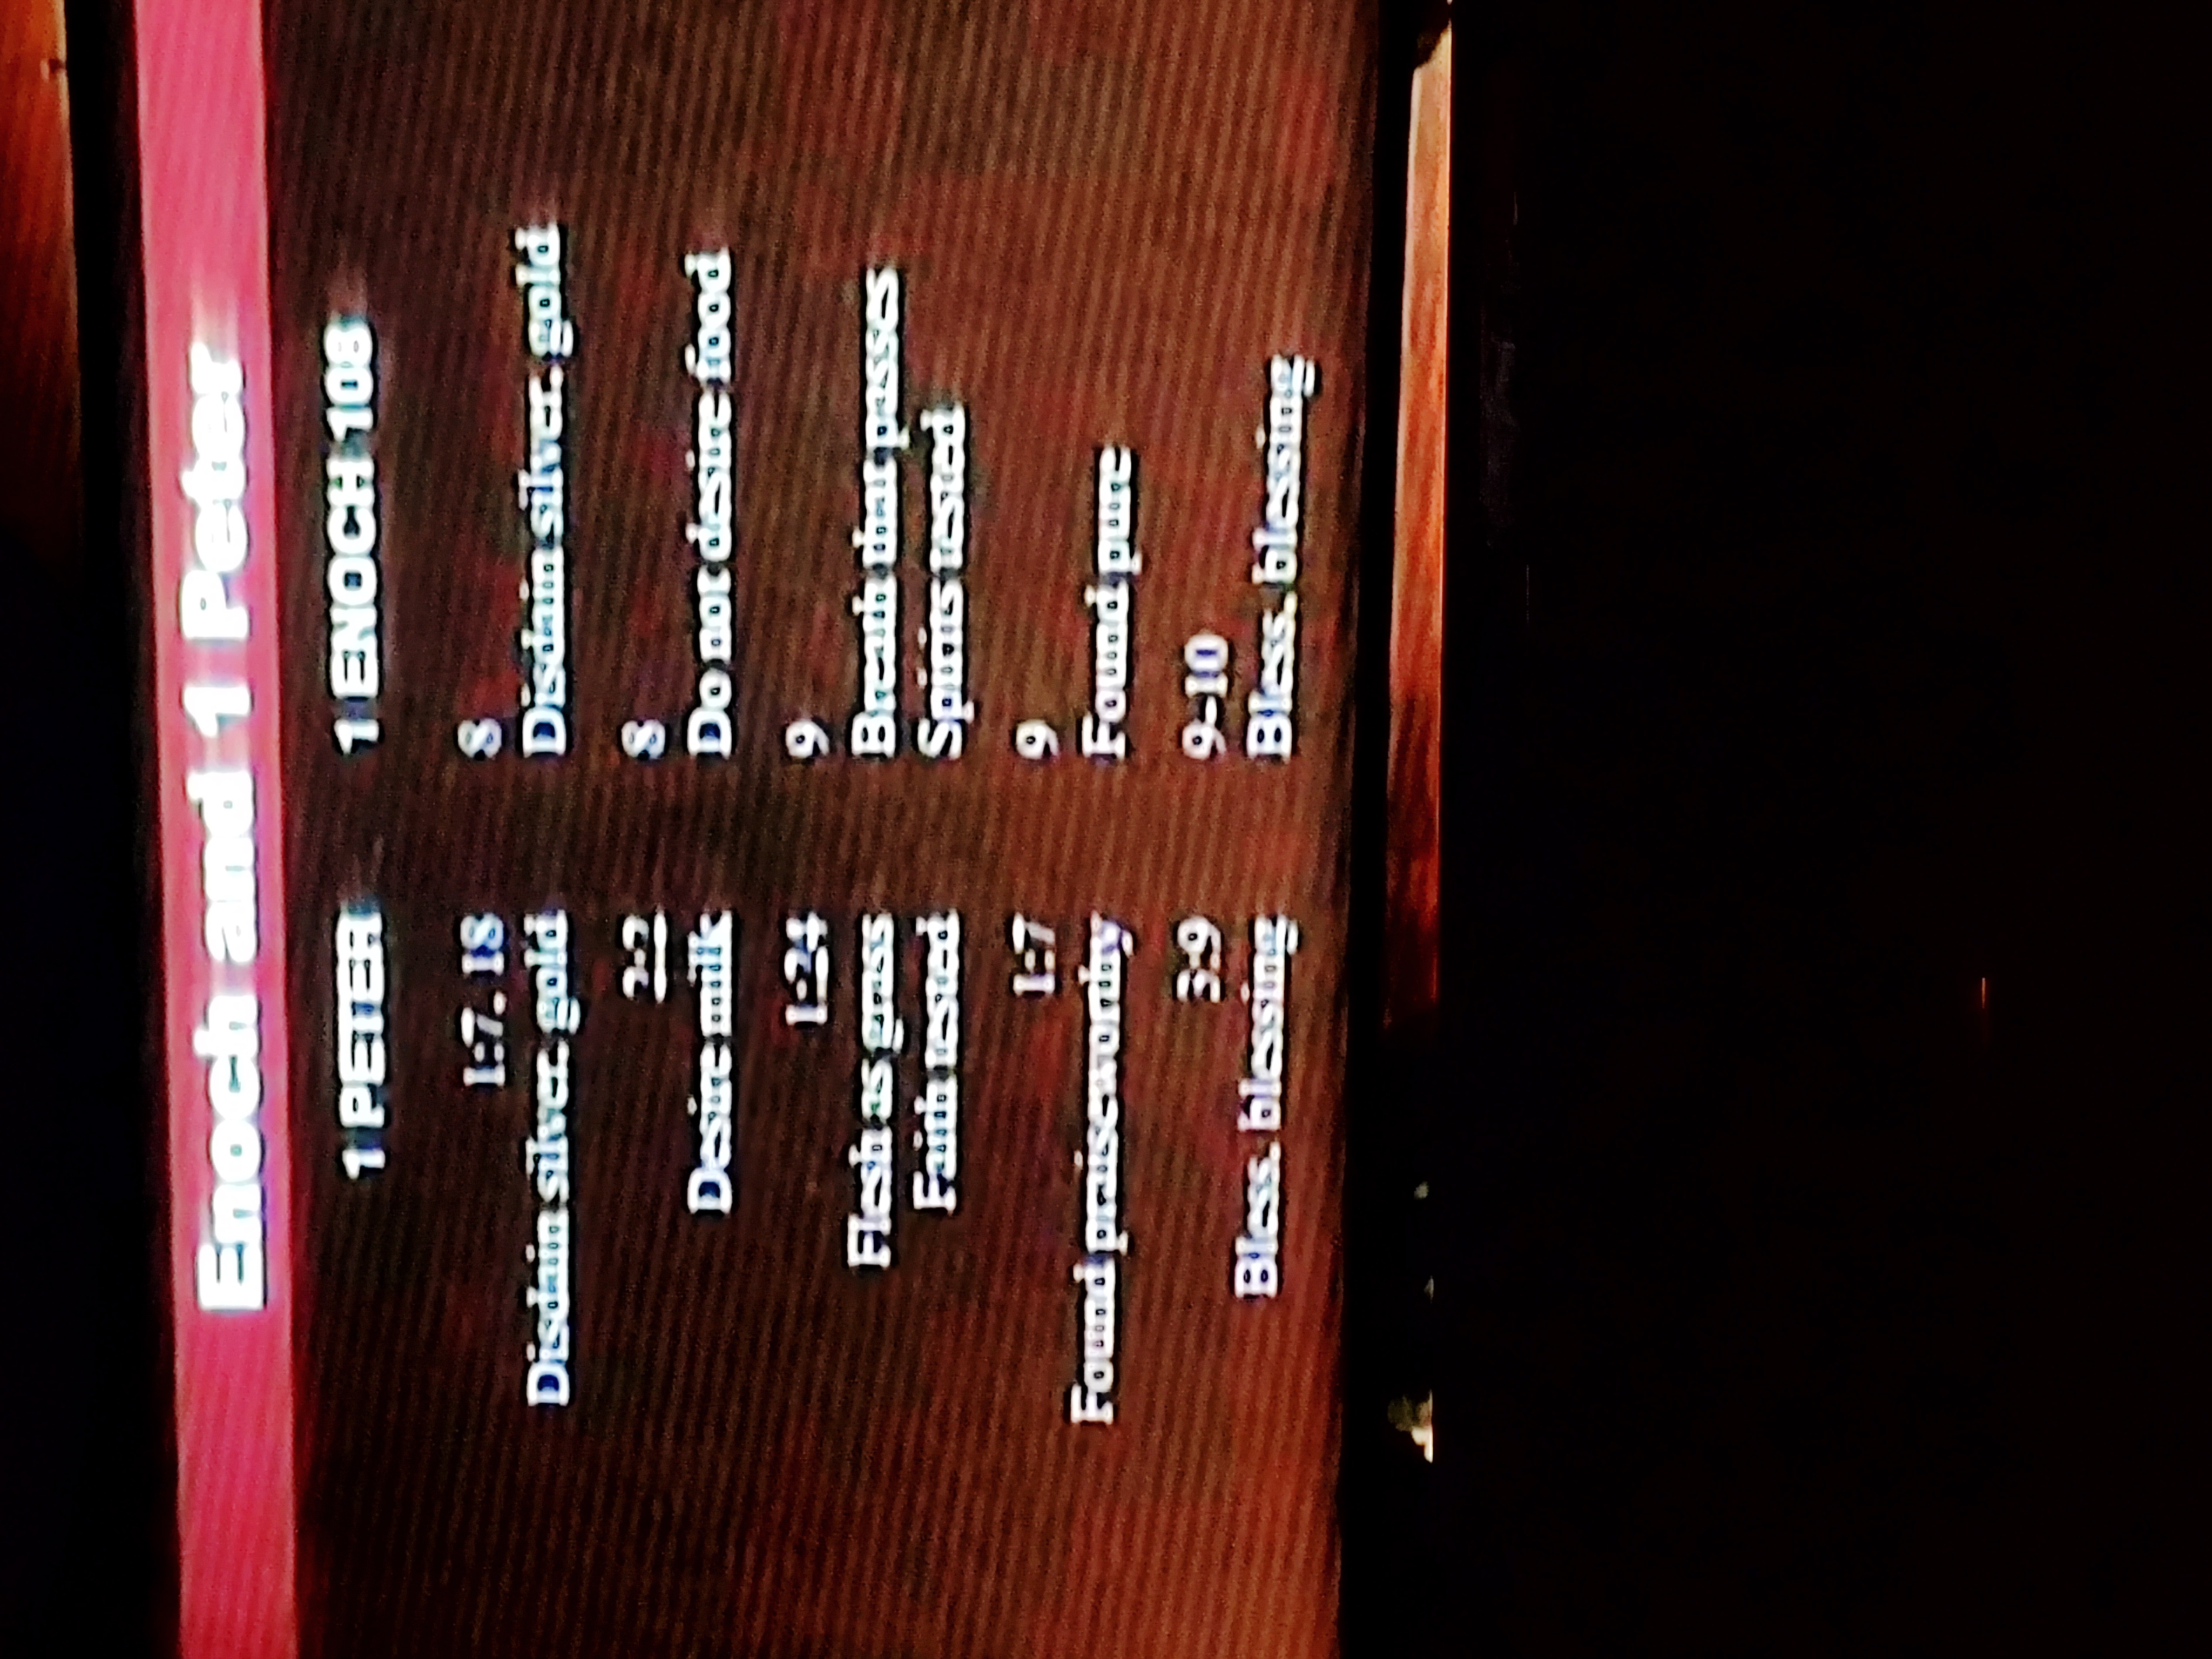 Enoch and 1 Peter
1 PETER 1 ENOCH 108
1:7, 18 8
Disdain silver, gold Disdain silver, gold
2:2 8
Desire milk Do not desire food
1:24 9
Flesh as grass Breath that passes
Faith tested Spirits tested
1:7 9
Found praiseworthy Found pure
3:9 9-10
Bless, blessing Bless, blessing